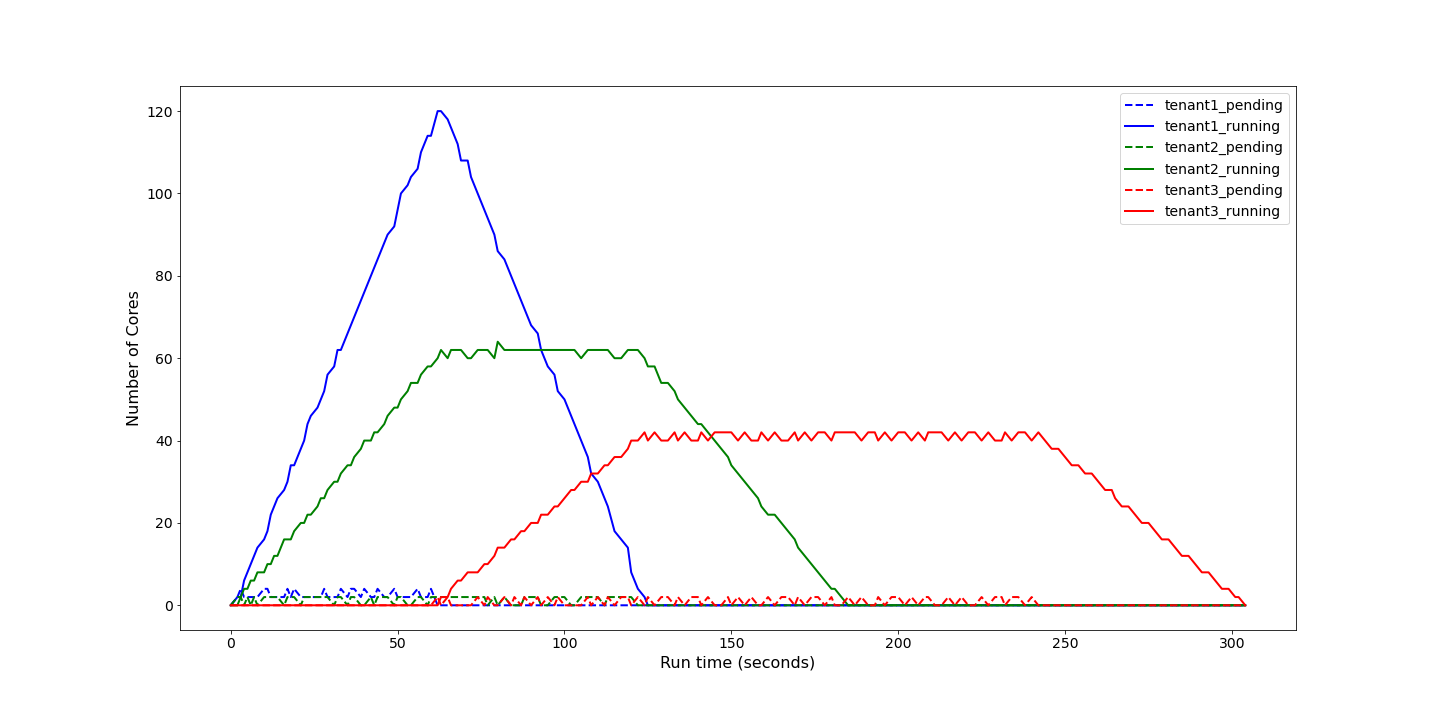 120
100
80
60
40
20
0
Number of Cores
0 50 100 150 200 250 300
Run time (seconds)
tenant1_pending
tenant1_running
tenant2_pending
tenant2_running
tenant3_pending
tenant3_running